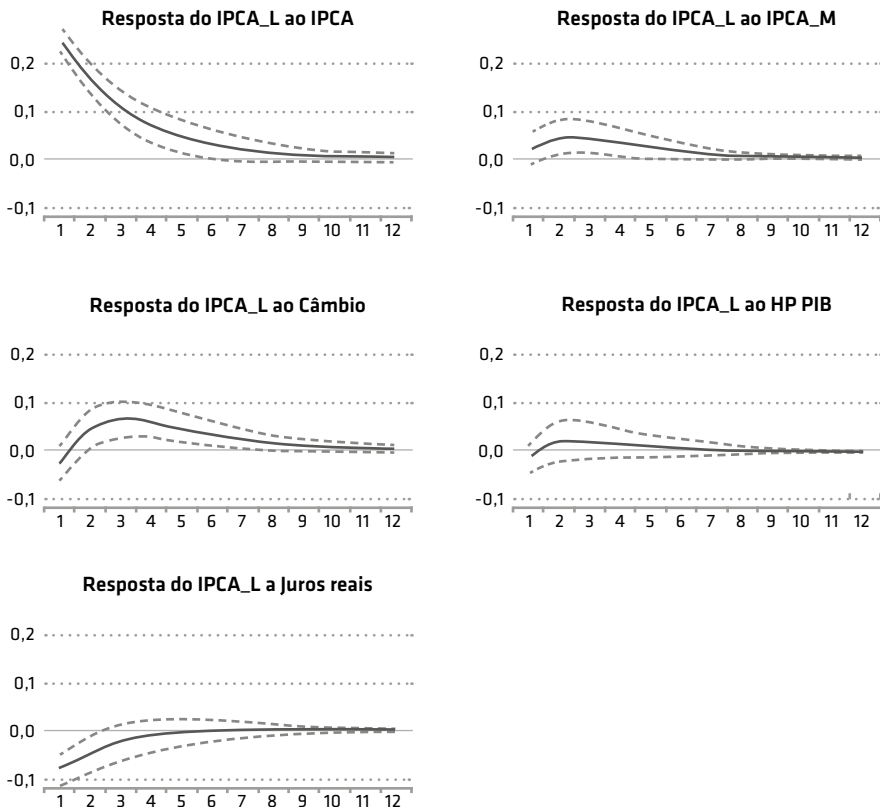 Resposta do IPCA_L ao IPCA
0,2
0,1
0,0
-0,1
1 2 3 4 5 6 7 8 9 10 11 12
Resposta do IPCA_L ao IPCA_M
0,2
0,1
0,0
-0,1
1 2 3 4 5 6 7 8 9 10 11 12
Resposta do IPCA_L ao Câmbio
0,2
0,1
0,0
-0,1
1 2 3 4 5 6 7 8 9 10 11 12
Resposta do IPCA_L ao HP PIB
0,2
0,1
0,0
-0,1
1 2 3 4 5 6 7 8 9 10 11 12
Resposta do IPCA_L a Juros reais
0,2
0,1
0,0
-0,1
1 2 3 4 5 6 7 8 9 10 11 12